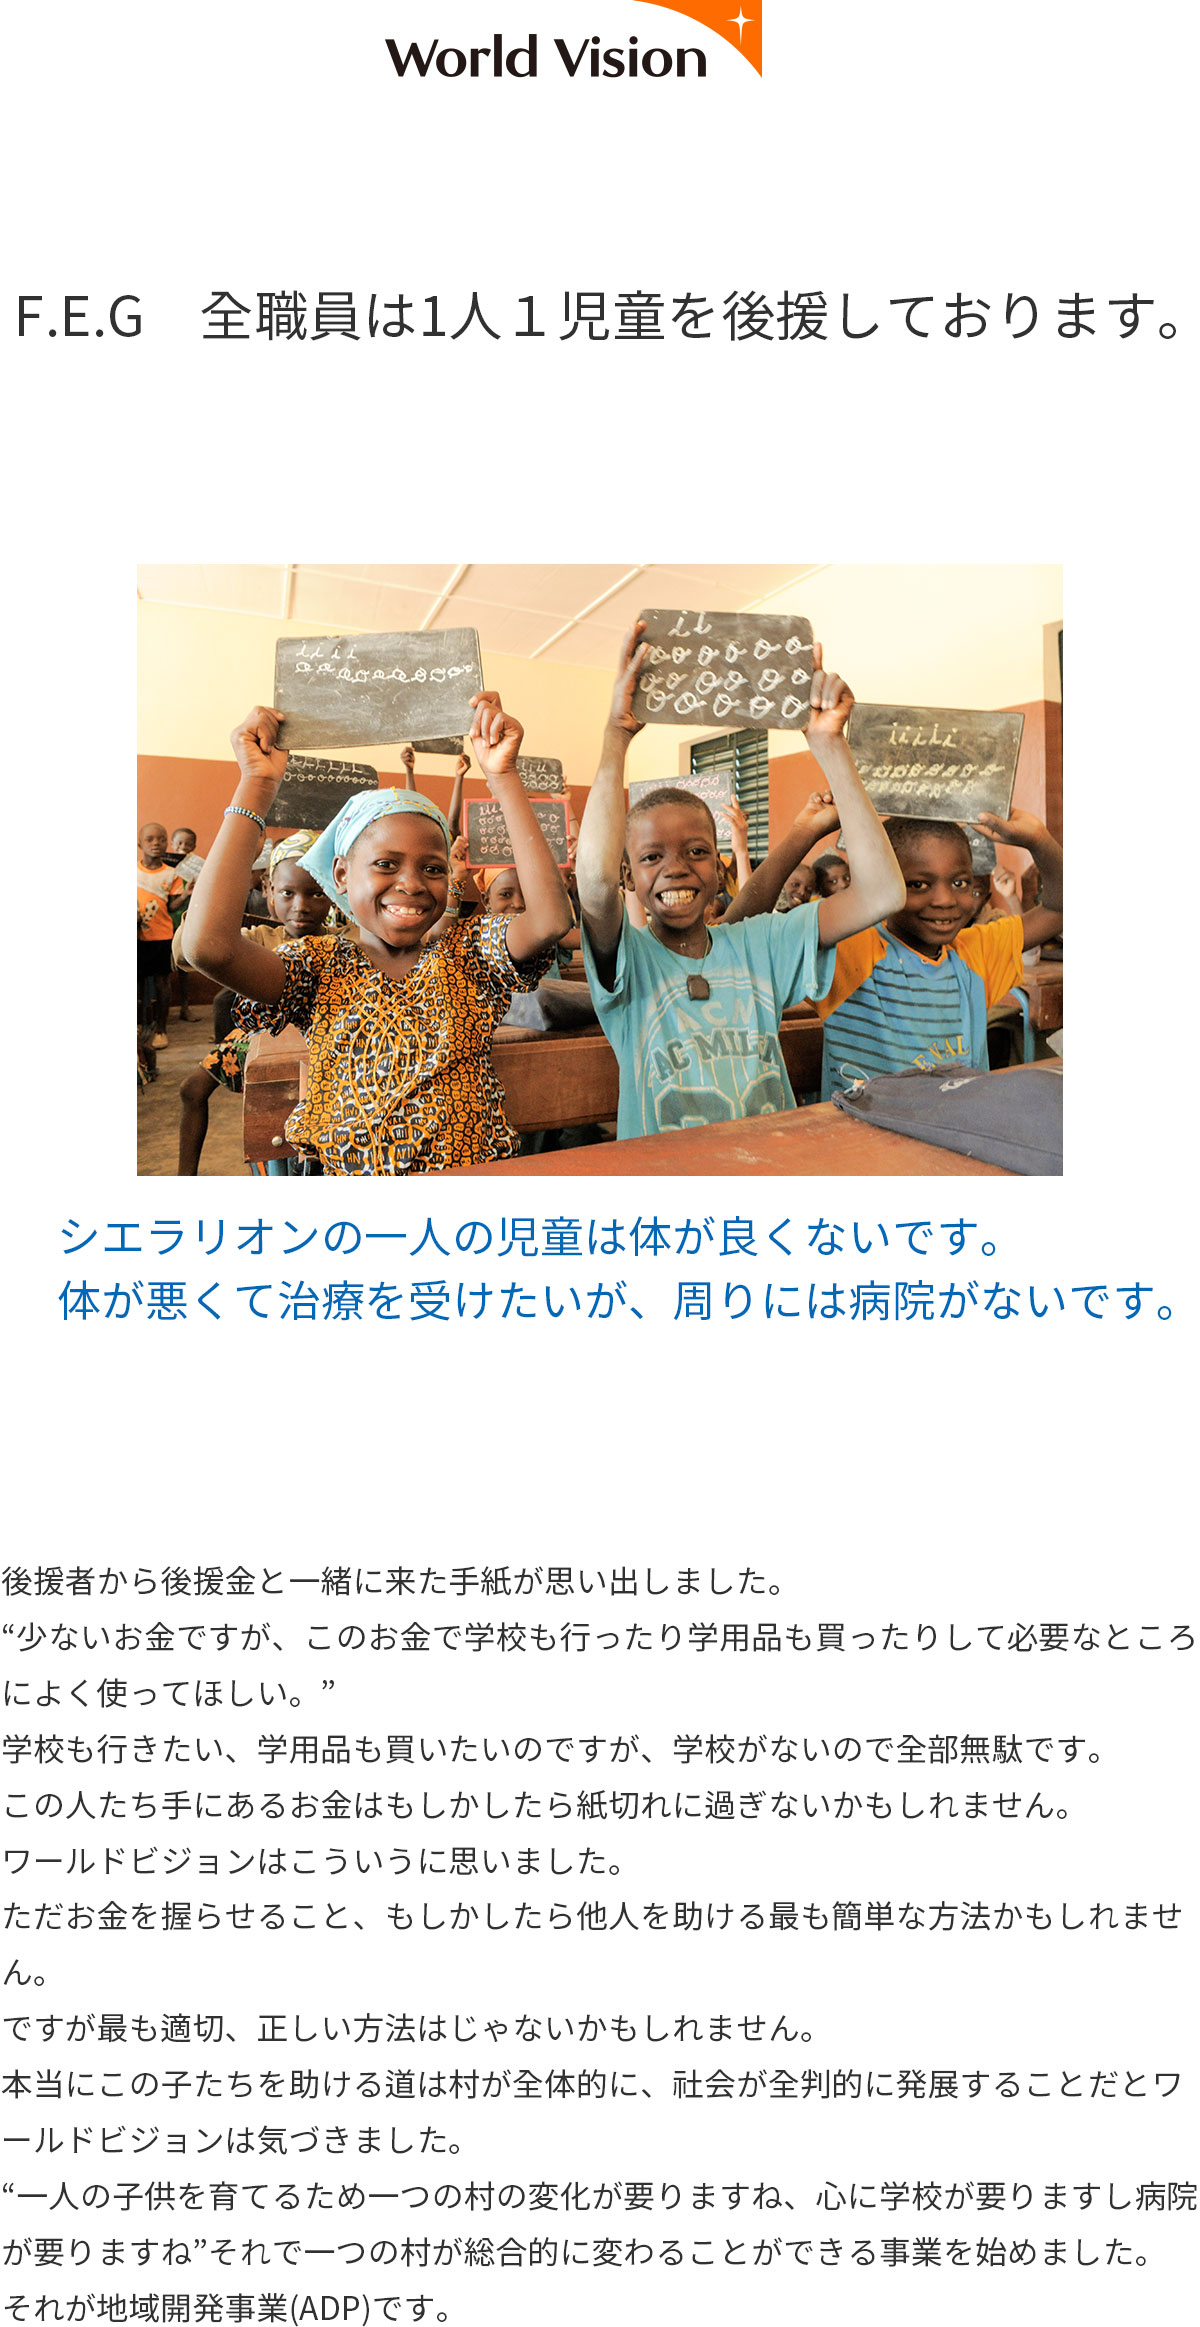 World Vision
F.E.G　全職員は1人１児童を後援しております。
AC MILA
シエラリオンの一人の児童は体が良くないです。
体が悪くて治療を受けたいが、周りには病院がないです。
後援者から後援金と一緒に来た手紙が思い出しました。
“少ないお金ですが、このお金で学校も行ったり学用品も買ったりして必要なところ
によく使ってほしい。”
学校も行きたい、学用品も買いたいのですが、学校がないので全部無駄です。
この人たち手にあるお金はもしかしたら紙切れに過ぎないかもしれません。
ワールドビジョンはこういうに思いました。
ただお金を握らせること、もしかしたら他人を助ける最も簡単な方法かもしれませ
ん。
ですが最も適切、正しい方法はじゃないかもしれません。
本当にこの子たちを助ける道は村が全体的に、社会が全判的に発展することだとワ
ールドビジョンは気づきました。
“一人の子供を育てるため一つの村の変化が要りますね、心に学校が要りますし病院
が要りますね”それで一つの村が総合的に変わることができる事業を始めました。
それが地域開発事業(ADP)です。